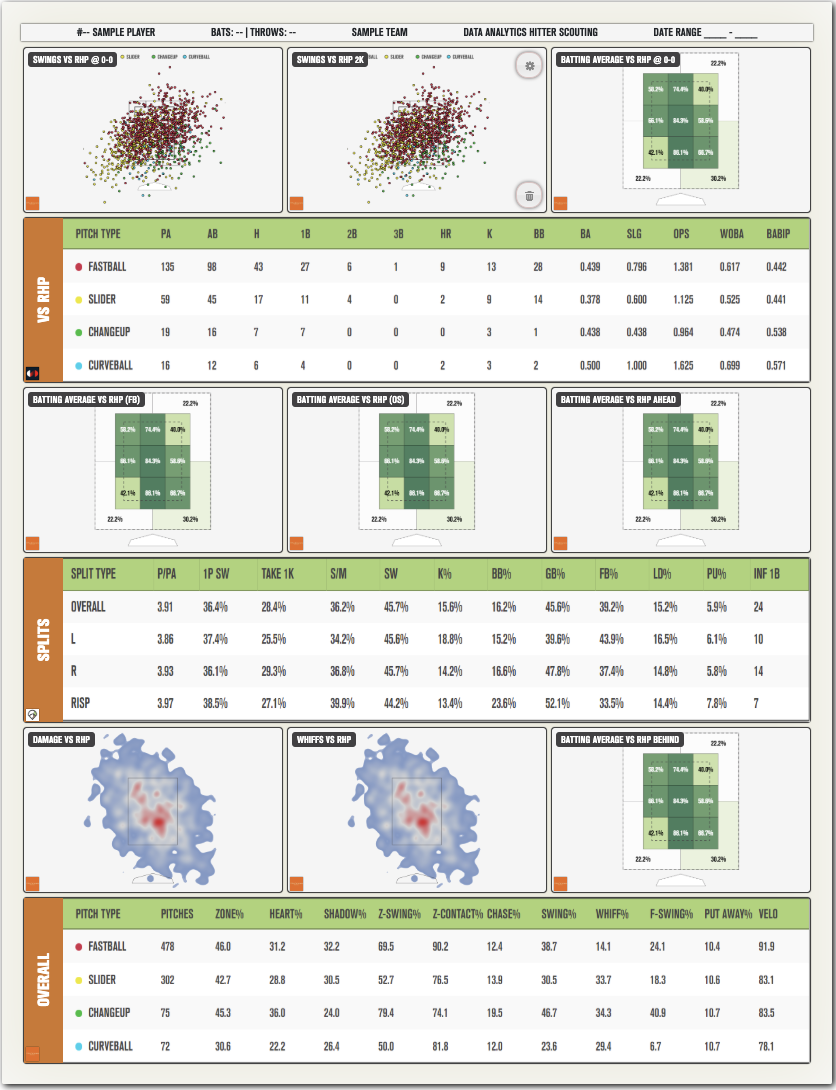 #-- SAMPLE PLAYER BATS: -- | THROWS: -- SAMPLE TEAM DATA ANALYTICS HITTER SCOUTING DATE RANGE ____ - ____
SWINGS VS RHP @ 0-0 SLIDER CHANGEUP CURVEBALL
SWINGS VS RHP 2K SLIDER CHANGEUP CURVEBALL
BATTING AVERAGE VS RHP @ 0-0
22.2%
58.2% 74.4% 48.0%
66.1% 84.3% 58.6%
42.1% 86.1% 68.7%
22.2% 30.2%
VS RHP
PITCH TYPE PA AB H 1B 2B 3B HR K BB BA SLG OPS WOBA BABIP
FASTBALL 135 98 43 27 6 1 9 13 28 0.439 0.796 1.381 0.617 0.442
SLIDER 59 45 17 11 4 0 2 9 14 0.378 0.600 1.125 0.525 0.441
CHANGEUP 19 16 7 7 0 0 0 3 1 0.438 0.438 0.964 0.474 0.538
CURVEBALL 16 12 6 4 0 0 2 3 2 0.500 1.000 1.625 0.699 0.571
BATTING AVERAGE VS RHP (FB)
22.2%
58.2% 74.4% 48.0%
66.1% 84.3% 58.6%
42.1% 86.1% 68.7%
22.2% 30.2%
BATTING AVERAGE VS RHP (OS)
22.2%
58.2% 74.4% 48.0%
66.1% 84.3% 58.6%
42.1% 86.1% 68.7%
22.2% 30.2%
BATTING AVERAGE VS RHP AHEAD
22.2%
58.2% 74.4% 48.0%
66.1% 84.3% 58.6%
42.1% 86.1% 68.7%
22.2% 30.2%
SPLITS
SPLIT TYPE P/PA 1P SW TAKE 1K S/M SW K% BB% GB% FB% LD% PU% INF 1B
OVERALL 3.91 36.4% 28.4% 36.2% 45.7% 15.6% 16.2% 45.6% 39.2% 15.2% 5.9% 24
L 3.86 37.4% 25.5% 34.2% 45.6% 18.8% 15.2% 39.6% 43.9% 16.5% 6.1% 10
R 3.93 36.1% 29.3% 36.8% 45.7% 14.2% 16.6% 47.8% 37.4% 14.8% 5.8% 14
RISP 3.97 38.5% 27.1% 39.9% 44.2% 13.4% 23.6% 52.1% 33.5% 14.4% 7.8% 7
DAMAGE VS RHP
WHIFFS VS RHP
BATTING AVERAGE VS RHP BEHIND
22.2%
58.2% 74.4% 48.0%
66.1% 84.3% 58.6%
42.1% 86.1% 68.7%
22.2% 30.2%
OVERALL
PITCH TYPE PITCHES ZONE% HEART% SHADOW% Z-SWING% Z-CONTACT% CHASE% SWING% WHIFF% F-SWING% PUT AWAY% VELO
FASTBALL 478 46.0 31.2 32.2 69.5 90.2 12.4 38.7 14.1 24.1 10.4 91.9
SLIDER 302 42.7 28.8 30.5 52.7 76.5 13.9 30.5 33.7 18.3 10.6 83.1
CHANGEUP 75 45.3 36.0 24.0 79.4 74.1 19.5 46.7 34.3 40.9 10.7 83.5
CURVEBALL 72 30.6 22.2 26.4 50.0 81.8 12.0 23.6 29.4 6.7 10.7 78.1